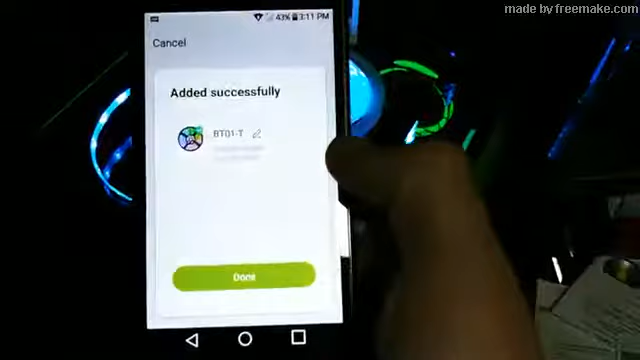 made by freemake.com
43% 3:11 PM
Cancel
Added successfully
BT01-T
Done